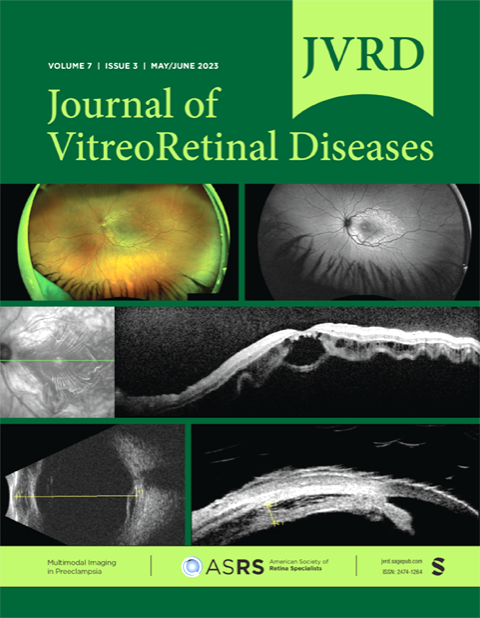 JVRD
VOLUME 7 | ISSUE 3 | MAY/JUNE 2023
Journal of
VitreoRetinal Diseases
Multimodal Imaging
in Preeclampsia
ASRS
American Society of
Retina Specialists
jvrd.sagepub.com
ISSN: 2474-1264
S